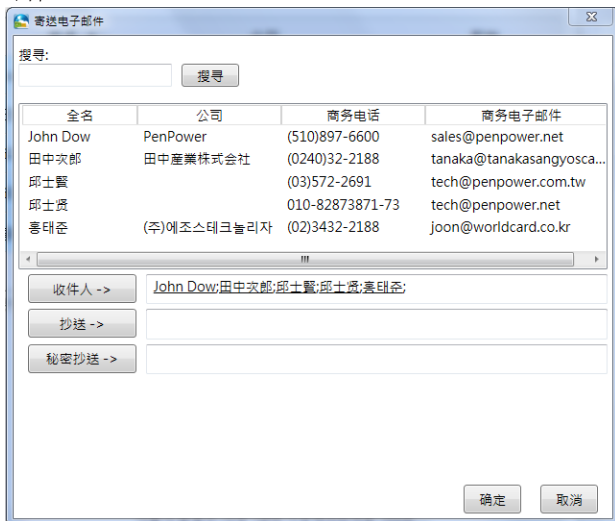 寄送电子邮件
搜寻:
搜寻
全名 公司 商务电话 商务电子邮件
John Dow PenPower (510)897-6600 sales@penpower.net
田中次郎 田中産業株式会社 (0240)32-2188 tanaka@tanakasangyosca...
邱士賢 (03)572-2691 tech@penpower.com.tw
邱士贤 010-82873871-73 tech@penpower.net
홍태준 (주)에조스테크놀리자 (02)3432-2188 joon@worldcard.co.kr
收件人 -> John Dow;田中次郎;邱士賢;邱士贤;홍태준;
抄送 ->
秘密抄送 ->
确定 取消